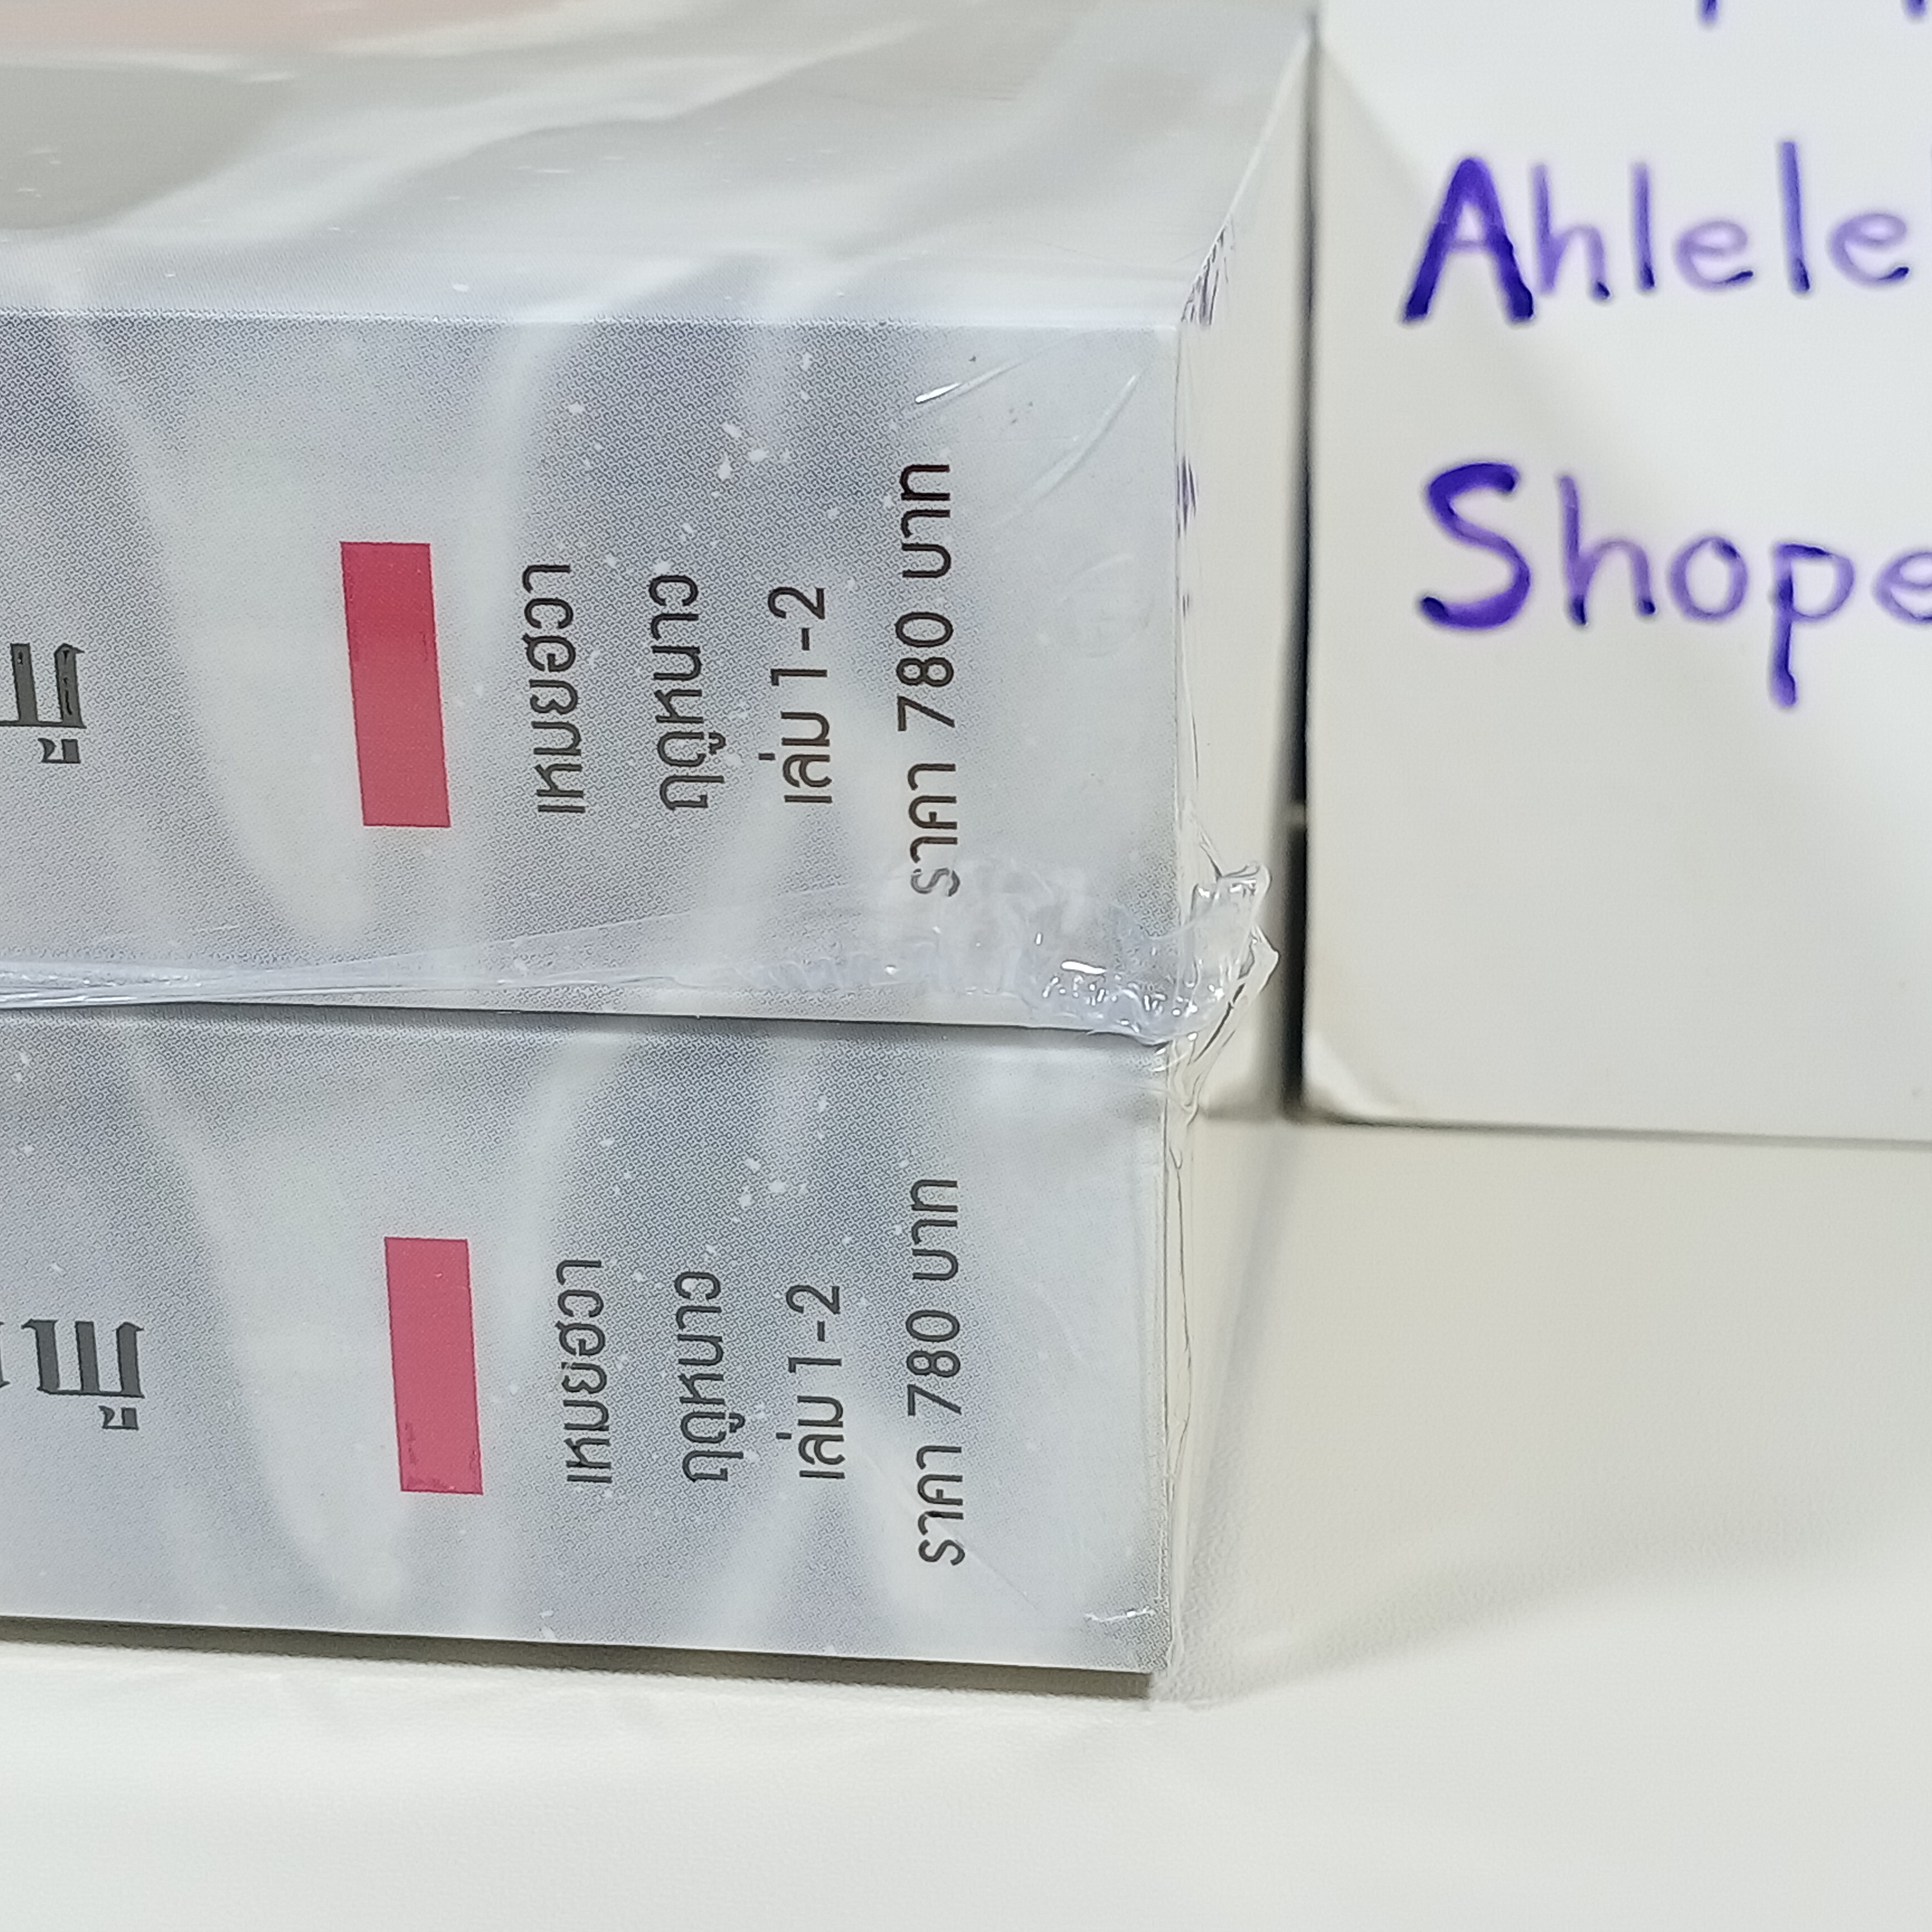 เหมยฮวา
ฤดูหนาว
เล่ม 1-2
ราคา 780 บาท
เหมยฮวา
ฤดูหนาว
เล่ม 1-2
ราคา 780 บาท
Ahlele
Shope